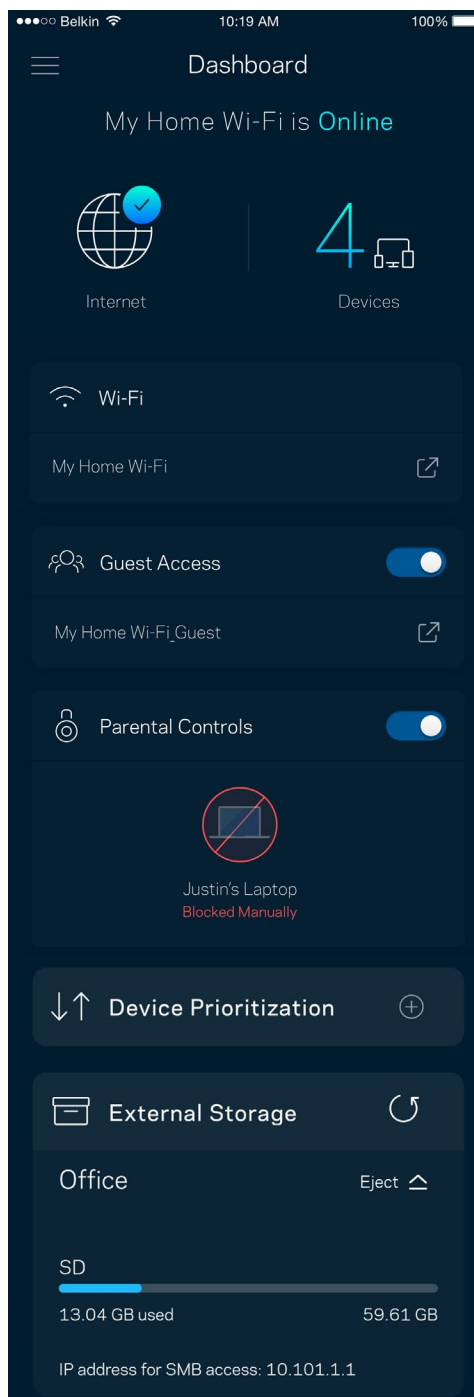 Belkin 10:19 AM 100%
Dashboard
My Home Wi-Fi is Online
4
Internet Devices
Wi-Fi
My Home Wi-Fi
Guest Access
My Home Wi-Fi_Guest
Parental Controls
Justin's Laptop
Blocked Manually
Device Prioritization
External Storage
Office Eject
SD
13.04 GB used 59.61 GB
IP address for SMB access: 10.101.1.1